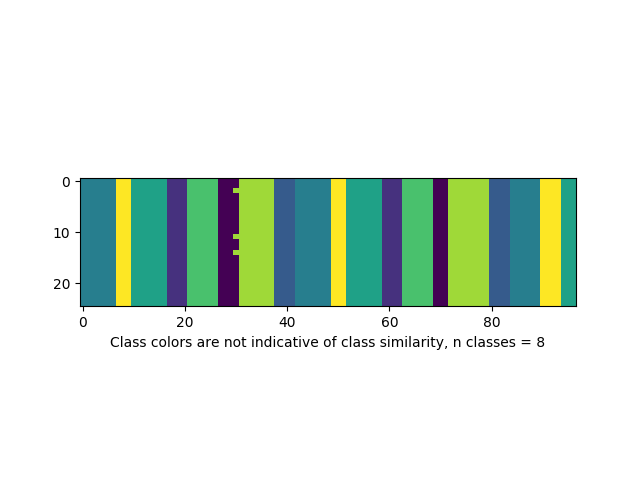 0
10
20
0 20 40 60 80
Class colors are not indicative of class similarity, n classes = 8